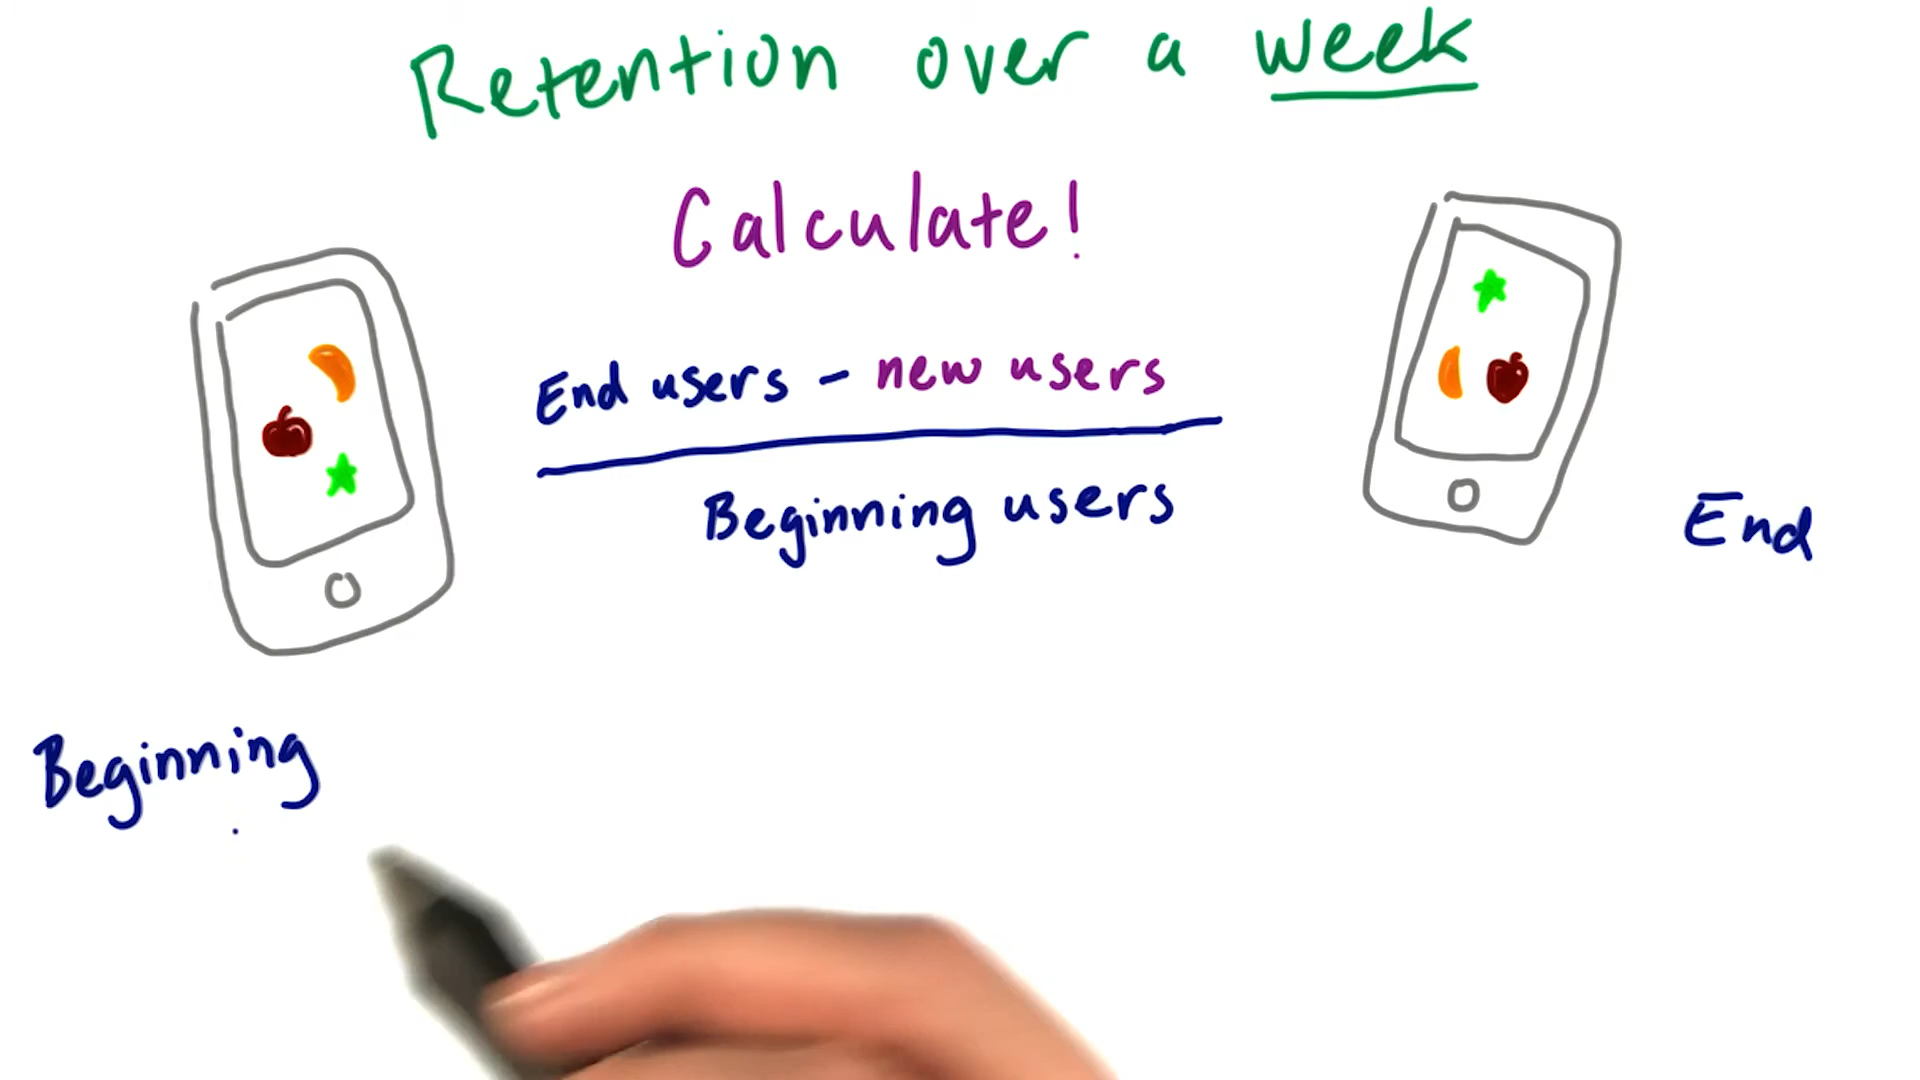 Retention over a week
Calculate!
End users - new users
Beginning users
End
Beginning